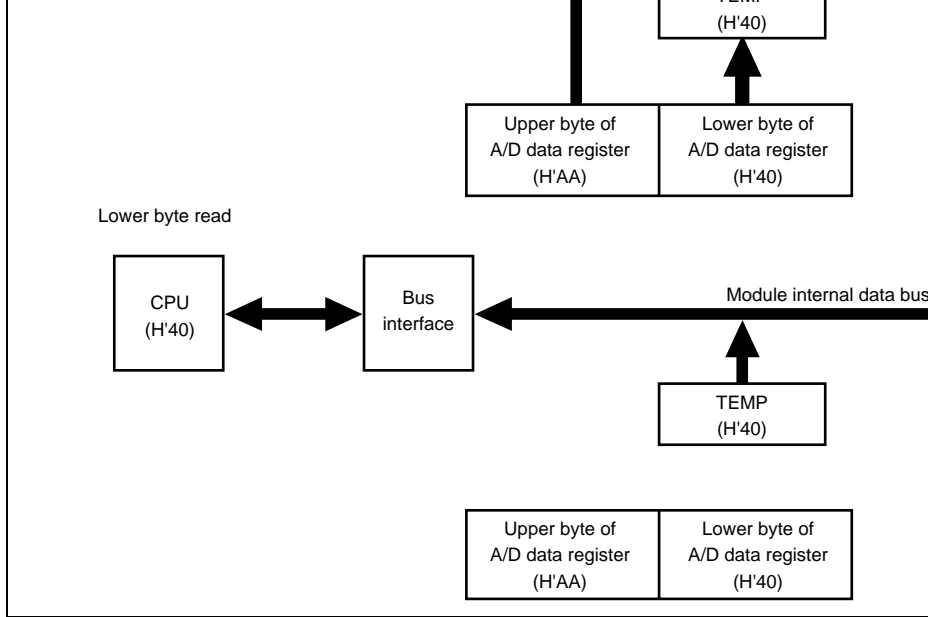 TEMP
(H'40)
Upper byte of
A/D data register
(H'AA)
Lower byte of
A/D data register
(H'40)
Lower byte read
CPU
(H'40)
Bus
interface
Module internal data bus
TEMP
(H'40)
Upper byte of
A/D data register
(H'AA)
Lower byte of
A/D data register
(H'40)